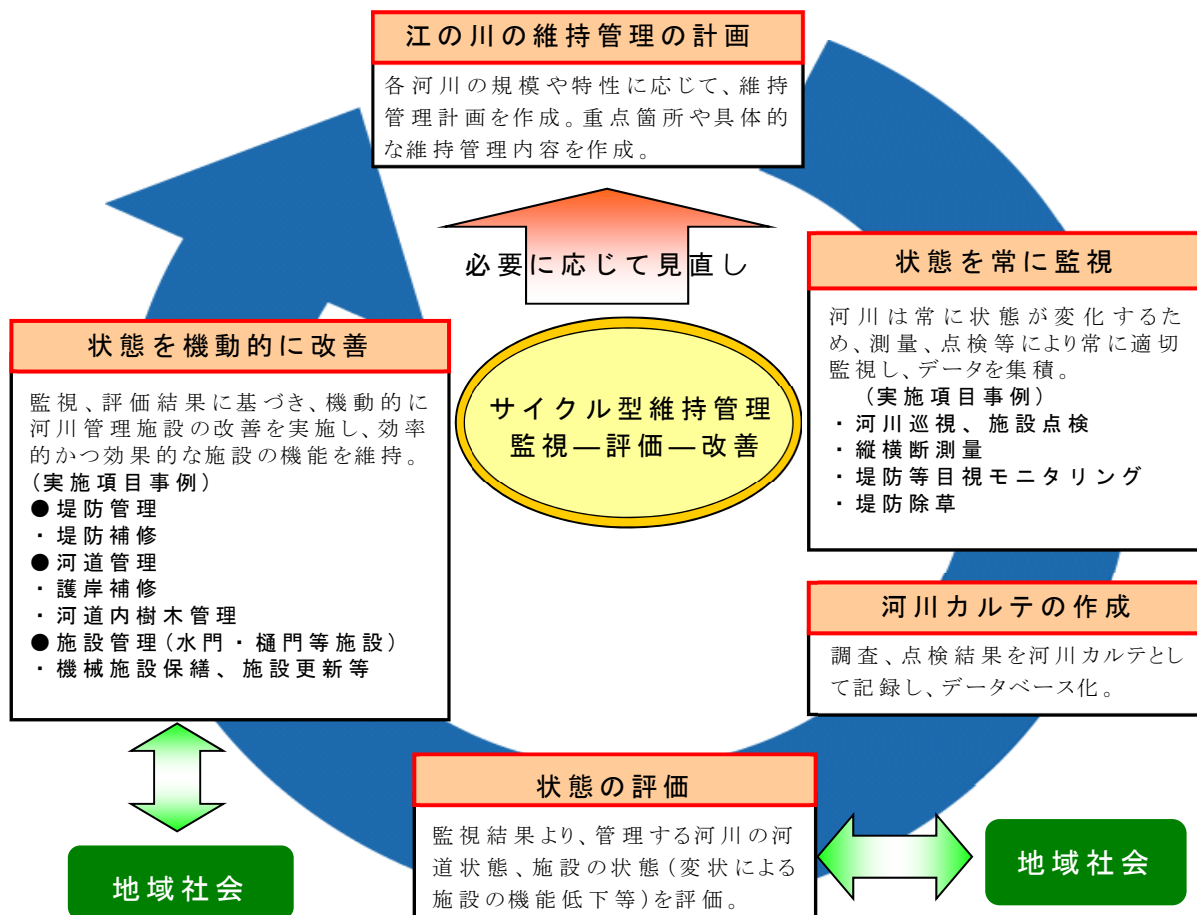 江の川の維持管理の計画
各河川の規模や特性に応じて、維持
管理計画を作成。重点箇所や具体的
な維持管理内容を作成。
必要に応じて見直し
状態を常に監視
河川は常に状態が変化するた
め、測量、点検等により常に適切
監視し、データを集積。
(実施項目事例)
・河川巡視、施設点検
・縦横断測量
・堤防等目視モニタリング
・堤防除草
サイクル型維持管理
監視―評価―改善
河川カルテの作成
調査、点検結果を河川カルテとし
て記録し、データベース化。
状態の評価
監視結果より、管理する河川の河
道状態、施設の状態(変状による
施設の機能低下等)を評価。
地域社会
状態を機動的に改善
監視、評価結果に基づき、機動的に
河川管理施設の改善を実施し、効率
的かつ効果的な施設の機能を維持。
(実施項目事例)
●堤防管理
・堤防補修
●河道管理
・護岸補修
・河道内樹木管理
●施設管理(水門・樋門等施設)
・機械施設保繕、施設更新等
地域社会